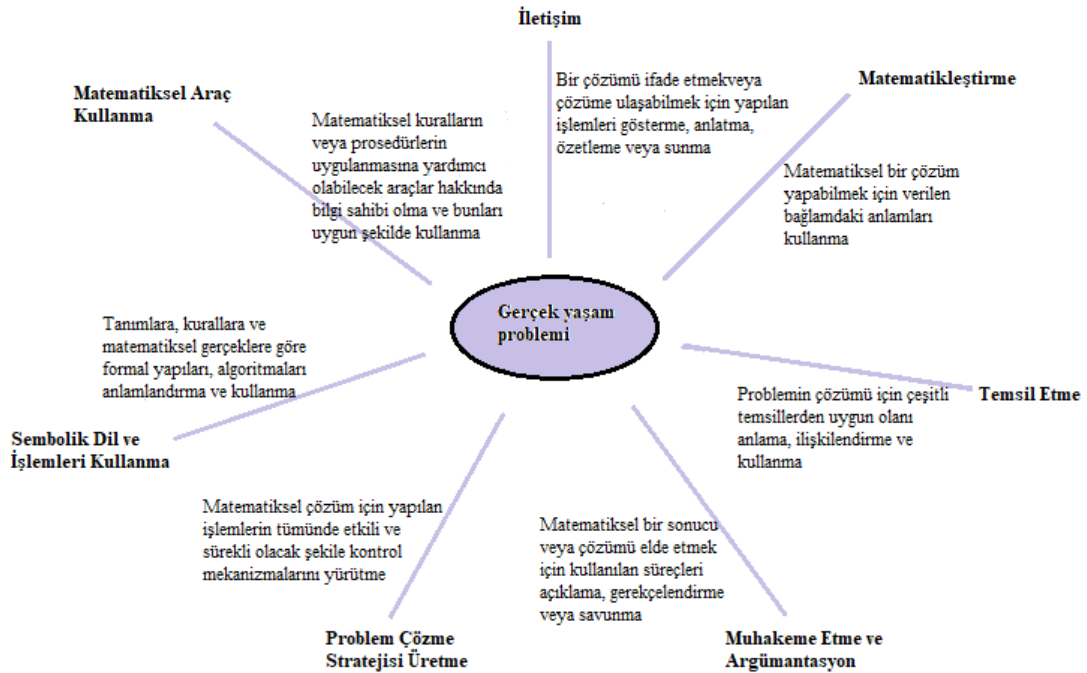 İletişim
Bir çözümü ifade etmekveya
çözüme ulaşabilmek için yapılan
işlemleri gösterme, anlatma,
özetleme veya sunma
Matematikleştirme
Matematiksel bir çözüm
yapabilmek için verilen
bağlamdaki anlamları
kullanma
Matematiksel Araç
Kullanma
Matematiksel kuralların
veya prosedürlerin
uygulanmasına yardımcı
olabilecek araçlar hakkında
bilgi sahibi olma ve bunları
uygun şekilde kullanma
Gerçek yaşam
problemi
Tanımlara, kurallara ve
matematiksel gerçeklere göre
formal yapıları, algoritmaları
anlamlandırma ve kullanma
Sembolik Dil ve
İşlemleri Kullanma
Problemin çözümü için çeşitli
temsillerden uygun olanı
anlama, ilişkilendirme ve
kullanma
Temsil Etme
Matematiksel çözüm için yapılan
işlemlerin tümünde etkili ve
sürekli olacak şekile kontrol
mekanizmalarını yürütme
Problem Çözme
Stratejisi Üretme
Matematiksel bir sonucu
veya çözümü elde etmek
için kullanılan süreçleri
açıklama, gerekçelendirme
veya savunma
Muhakeme Etme ve
Argümantasyon